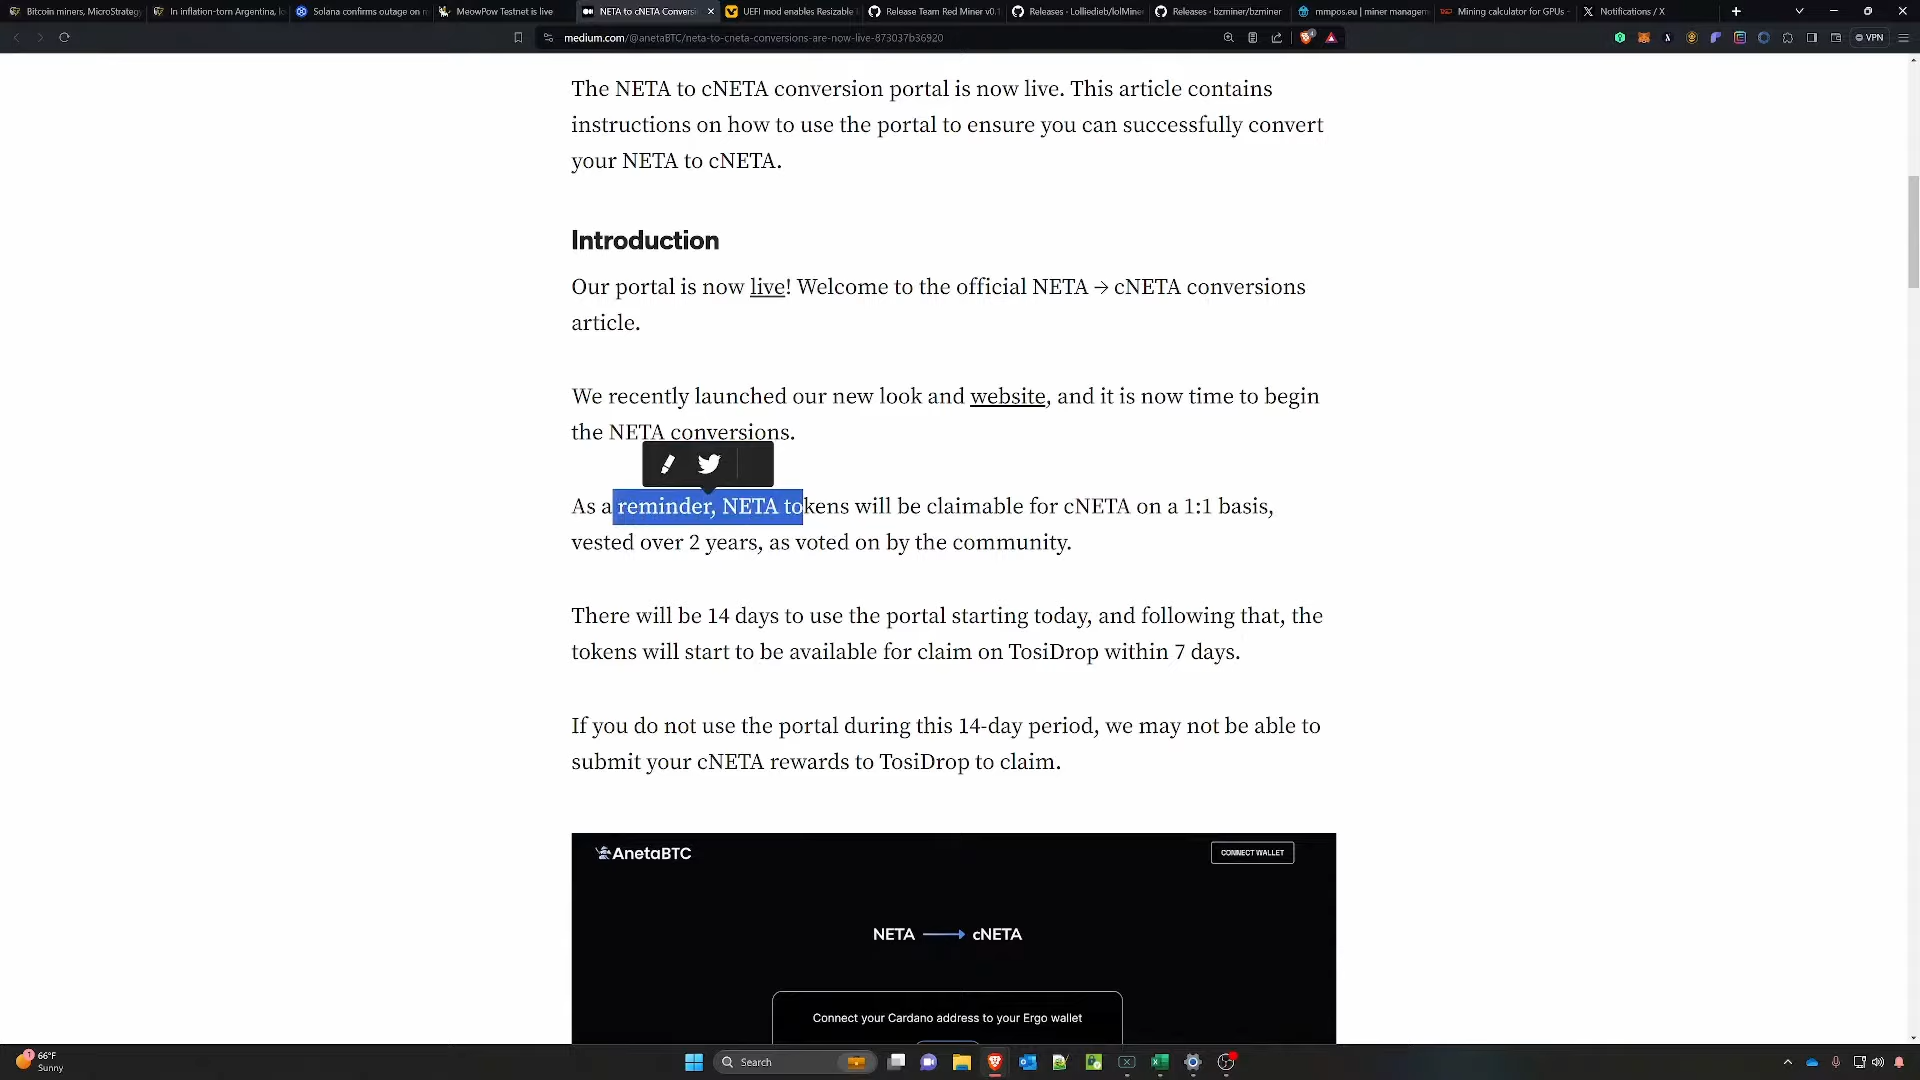 Bitcoin miners, MicroStrateg
In inflation-torn Argentina, l
Solana confirms outage on
MeowPow Testnet is live
NETA to cNETA Conversi
UEFI mod enables Resizable
Release Team Red Miner v0.1
Releases · Lolliedieb/lolMine
Releases · bzminer/bzminer
mmpos.eu | miner managem
Mining calculator for GPUs
Notifications / X
medium.com/@anetaBTC/neta-to-cneta-conversions-are-now-live-873037b36920
VPN
The NETA to cNETA conversion portal is now live. This article contains
instructions on how to use the portal to ensure you can successfully convert
your NETA to cNETA.
Introduction
Our portal is now live! Welcome to the official NETA → cNETA conversions
article.
We recently launched our new look and website, and it is now time to begin
the NETA conversions.
As a reminder, NETA tokens will be claimable for cNETA on a 1:1 basis,
vested over 2 years, as voted on by the community.
There will be 14 days to use the portal starting today, and following that, the
tokens will start to be available for claim on TosiDrop within 7 days.
If you do not use the portal during this 14-day period, we may not be able to
submit your cNETA rewards to TosiDrop to claim.
AnetaBTC
CONNECT WALLET
NETA → cNETA
Connect your Cardano address to your Ergo wallet
1
66°F
Sunny
Search